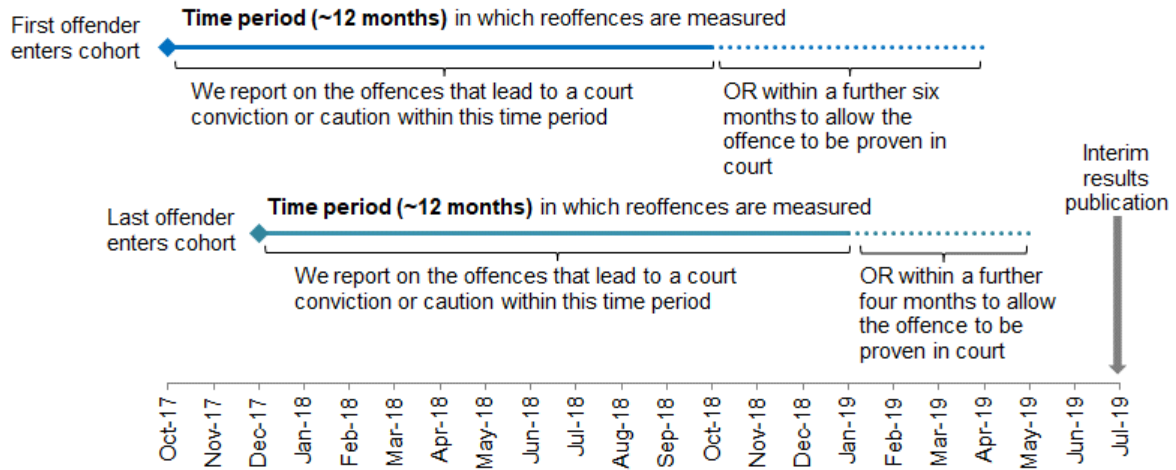 First offender
enters cohort
Time period (~12 months) in which reoffences are measured
We report on the offences that lead to a court
conviction or caution within this time period
OR within a further six
months to allow the
offence to be proven in
court
Interim
results
publication
Last offender
enters cohort
Time period (~12 months) in which reoffences are measured
We report on the offences that lead to a court
conviction or caution within this time period
OR within a further
four months to allow
the offence to be
proven in court
Oct-17
Nov-17
Dec-17
Jan-18
Feb-18
Mar-18
Apr-18
May-18
Jun-18
Jul-18
Aug-18
Sep-18
Oct-18
Nov-18
Dec-18
Jan-19
Feb-19
Mar-19
Apr-19
May-19
Jun-19
Jul-19